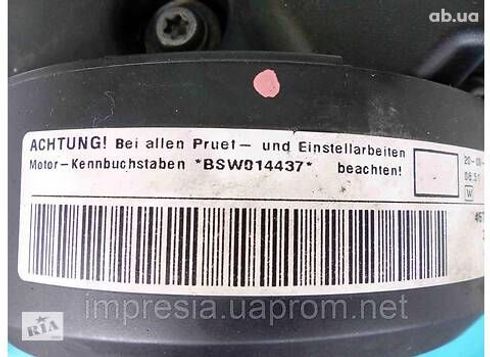 ab.ua
ACHTUNG! Bei allen Pruef- und Einstellarbeiten
Motor-Kennbuchstaben *BSW014437* beachten!
W
impresia.uaprom.net
RIA